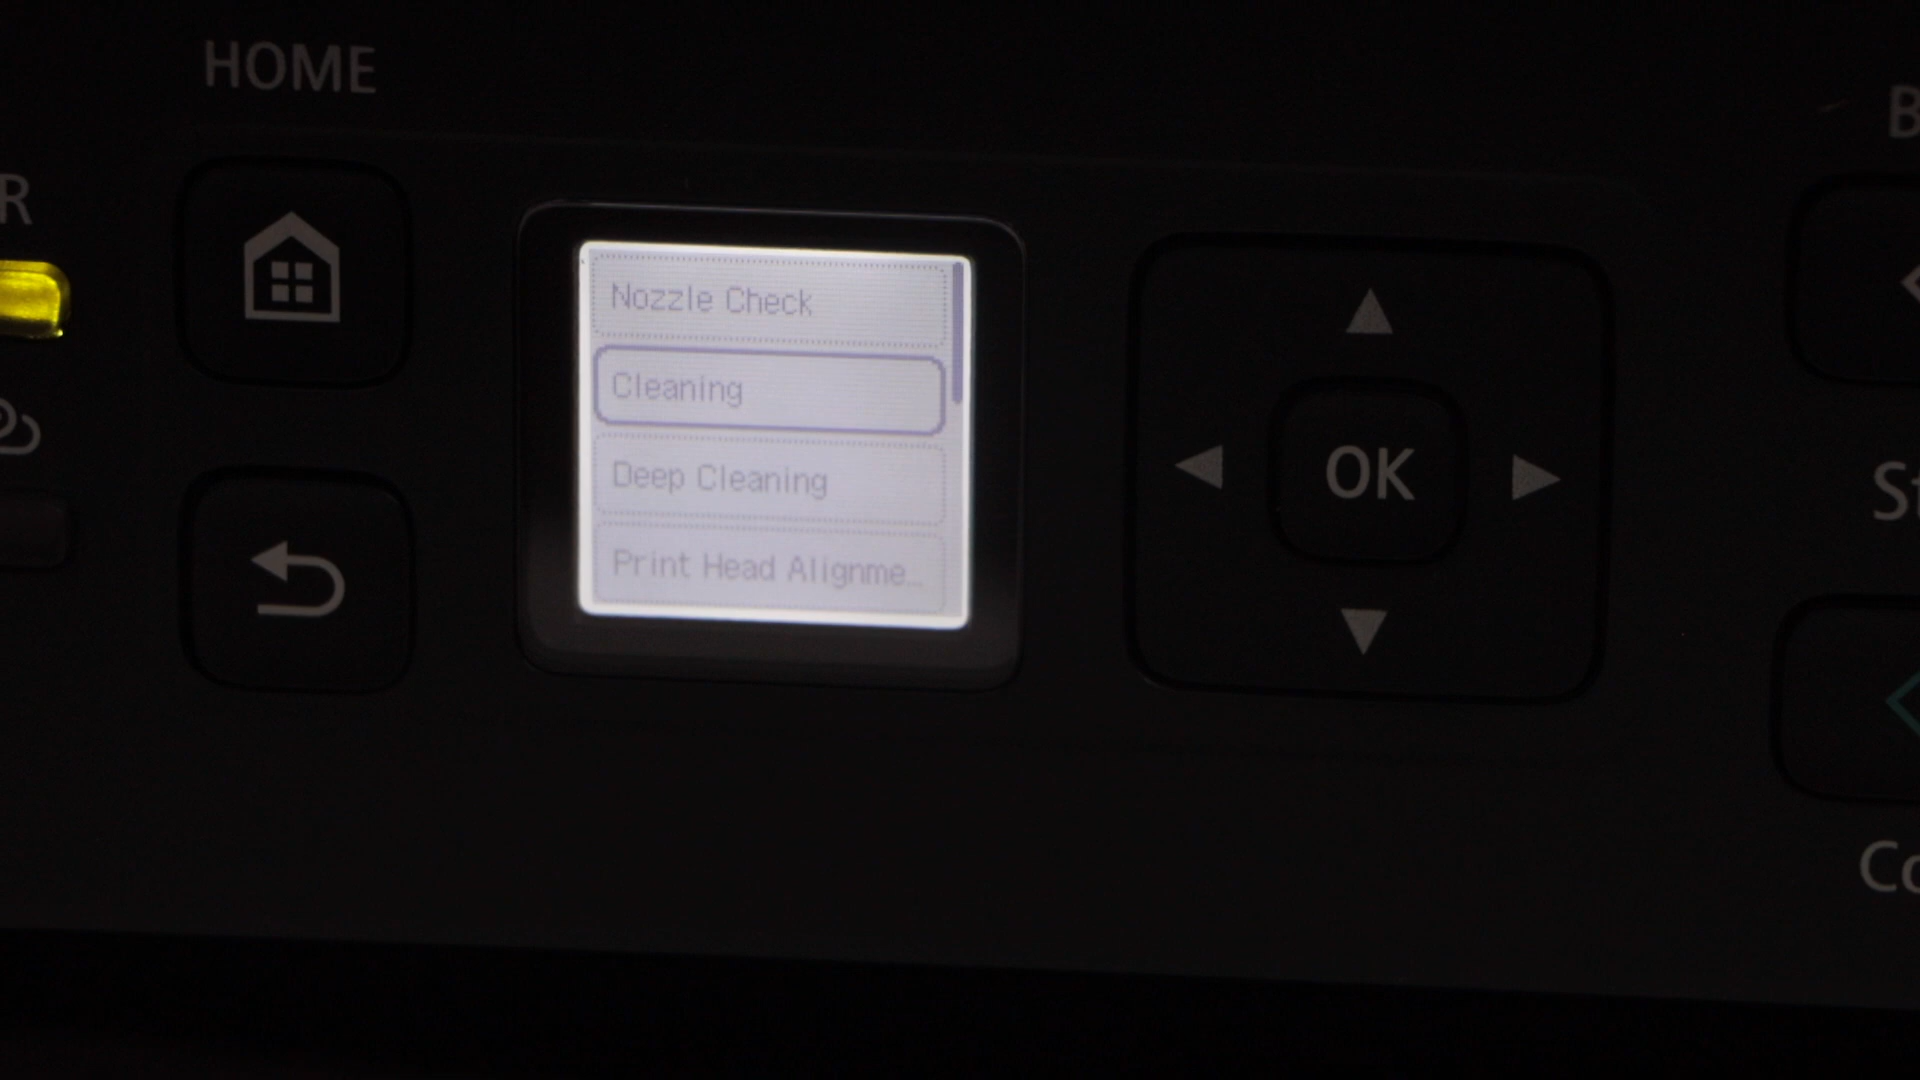 HOME
R
Nozzle Check
Cleaning
Deep Cleaning
Print Head Alignme...
OK